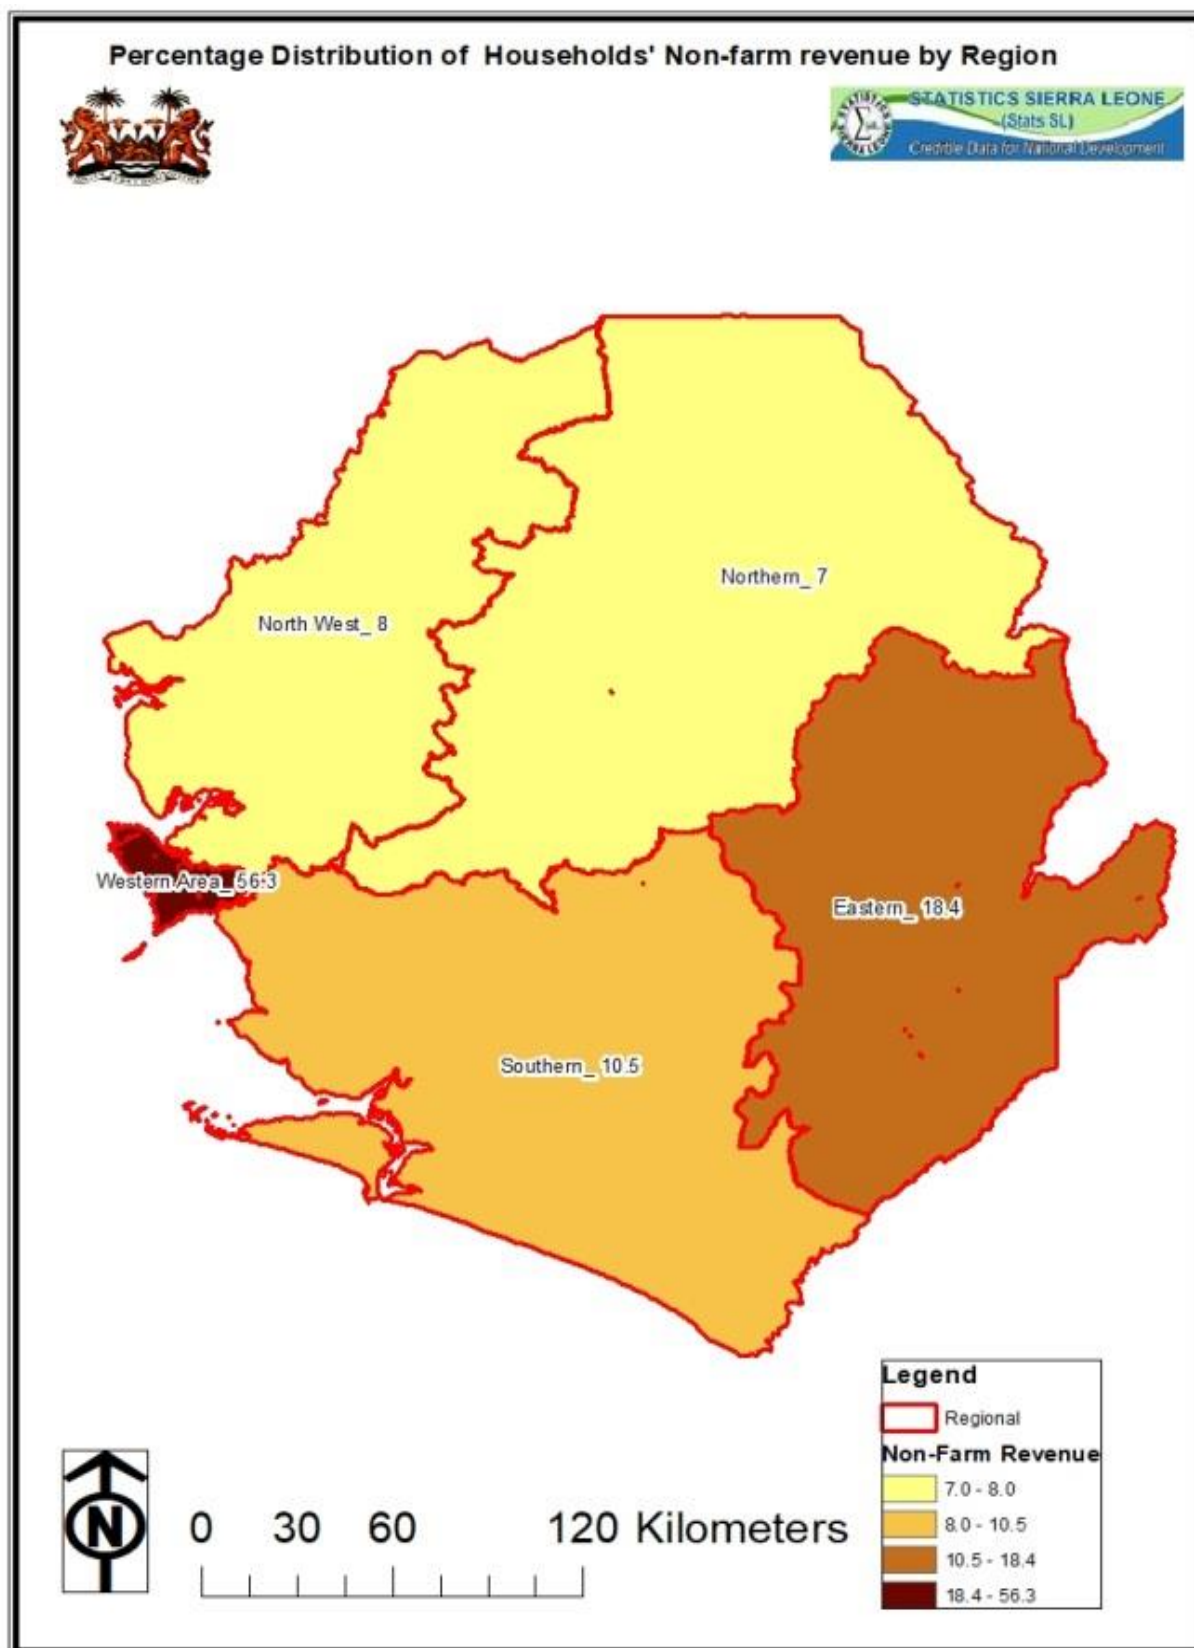 Percentage Distribution of Households' Non-farm revenue by Region
STATISTICS SIERRA LEONE
(Stats SL)
Credible Data for National Development
Northern_ 7
North West_ 8
Western Area_ 56.3
Eastern_ 18.4
Southern_ 10.5
Legend
Regional
Non-Farm Revenue
7.0 - 8.0
8.0 - 10.5
10.5 - 18.4
18.4 - 56.3
N
0 30 60 120 Kilometers